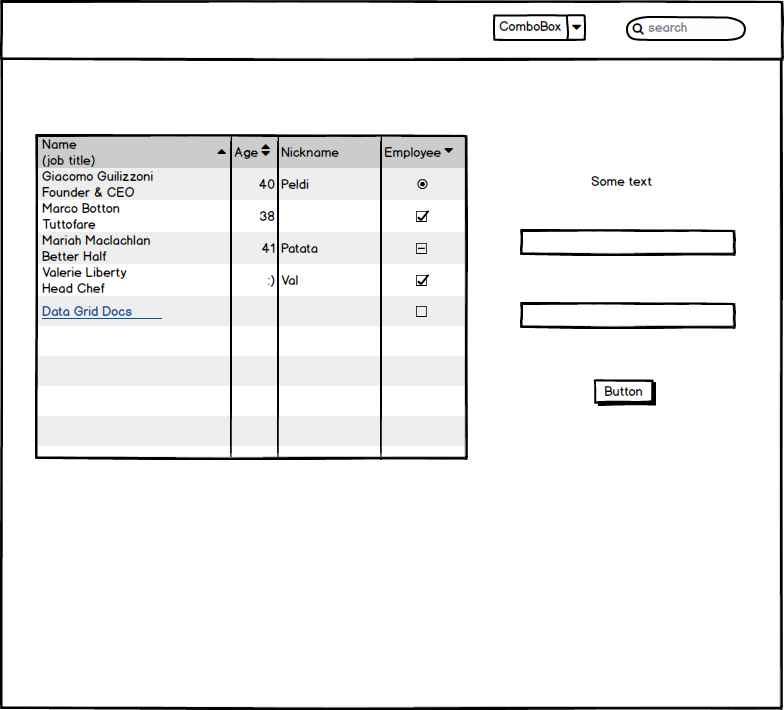 ComboBox
search
Name
(job title)
Age
Nickname
Employee
Giacomo Guilizzoni
Founder & CEO
40
Peldi
Marco Botton
Tuttofare
38
Mariah Maclachlan
Better Half
41
Patata
Valerie Liberty
Head Chef
:)
Val
Data Grid Docs
Some text
Button